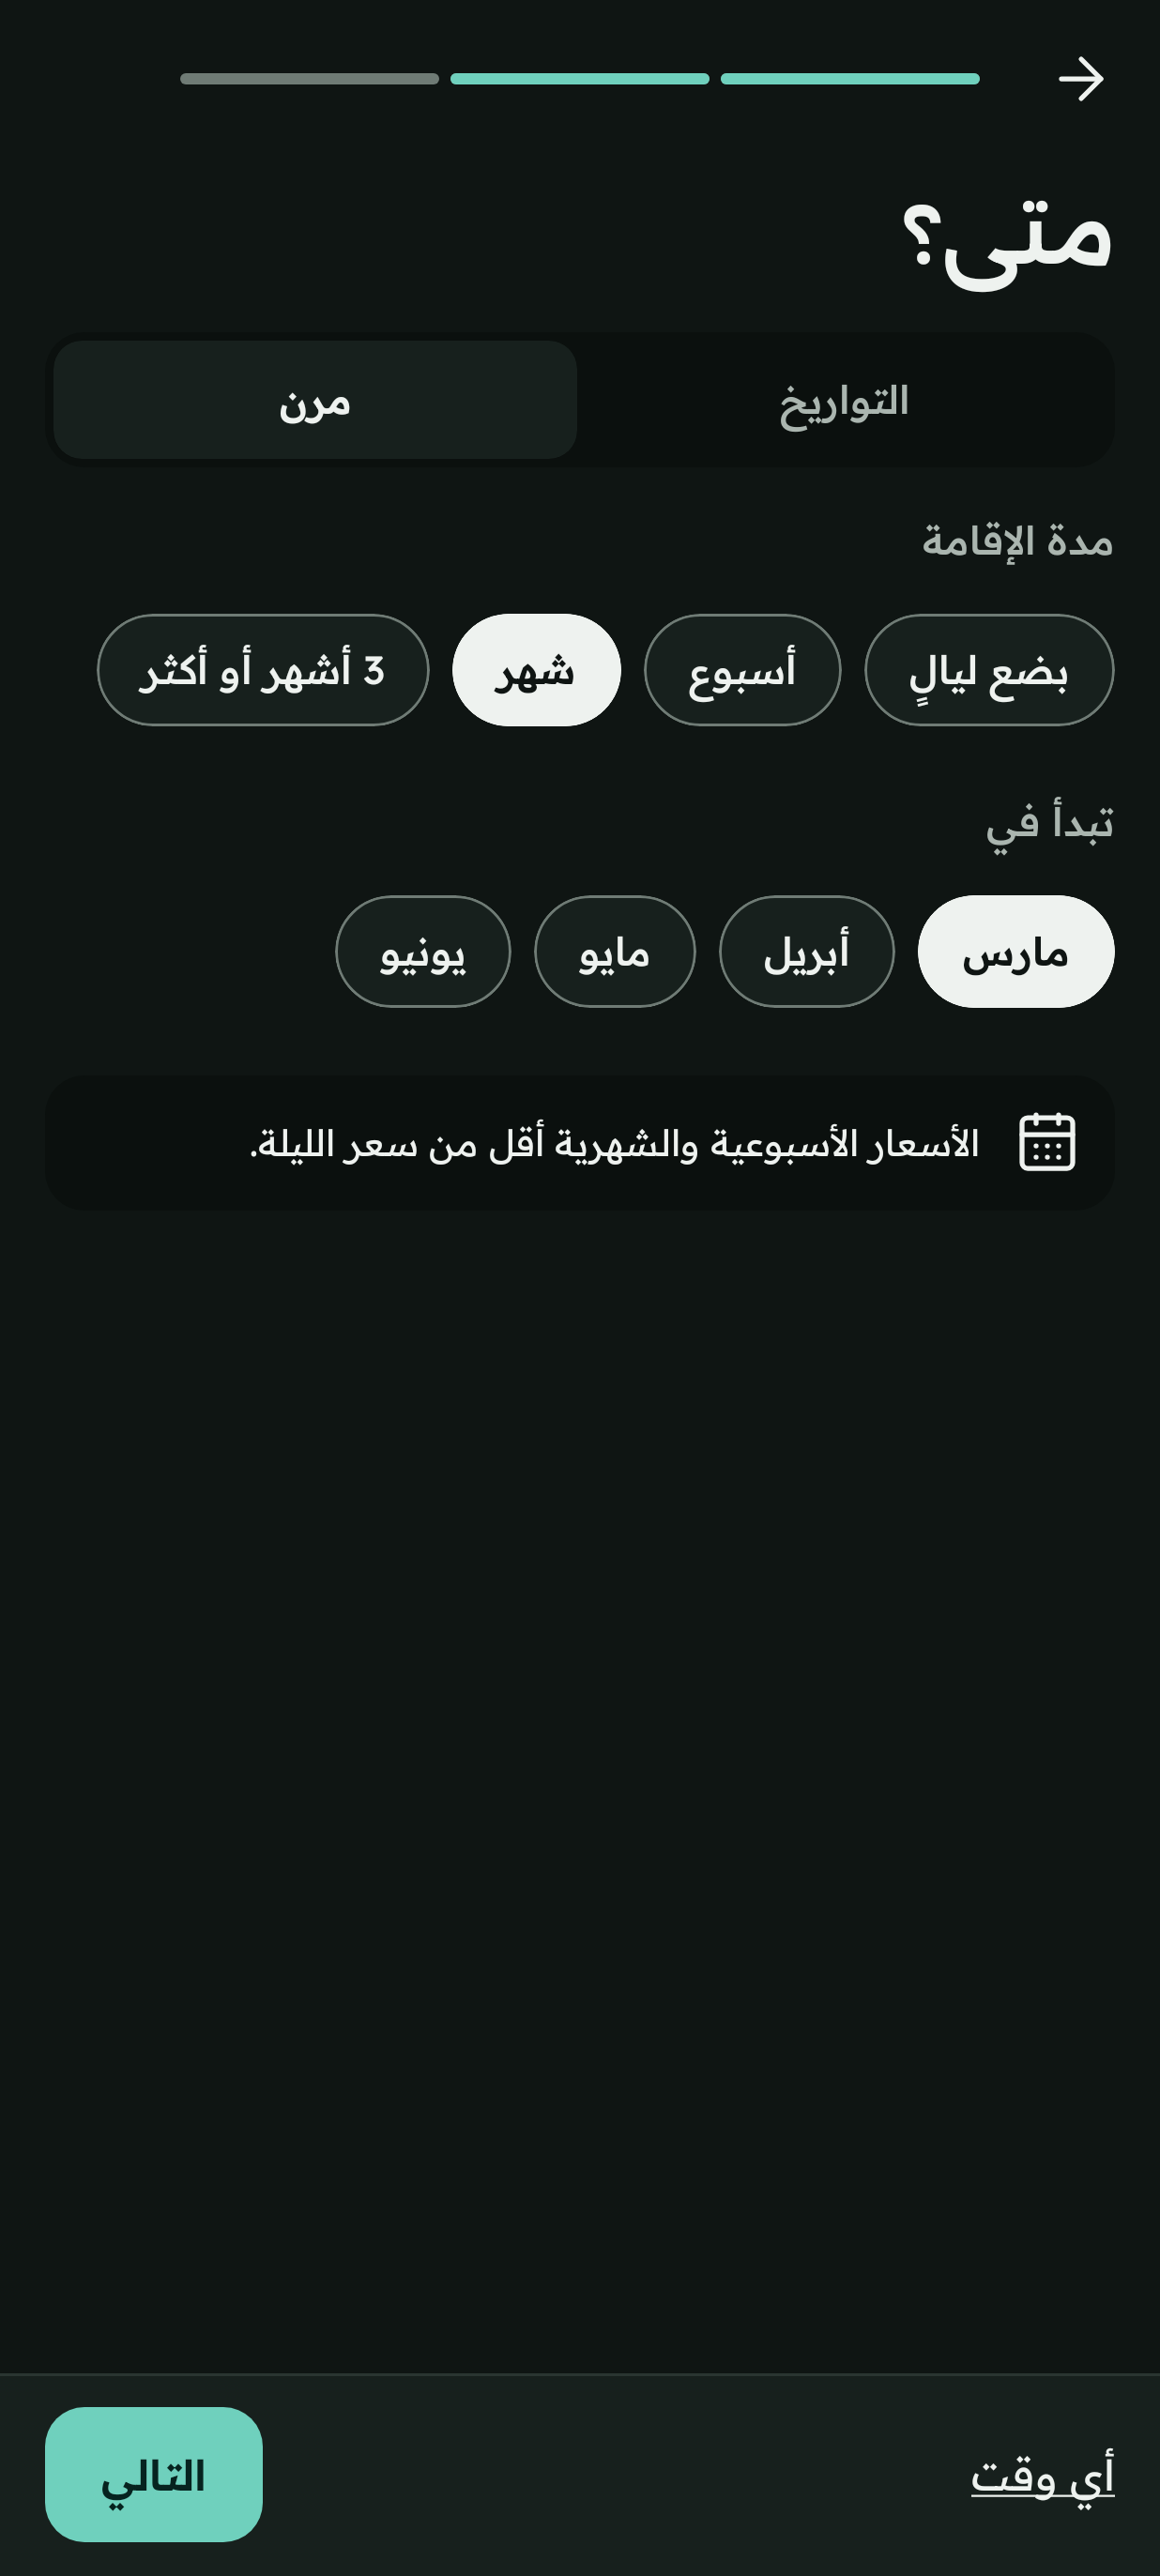 متى؟
التواريخ
مرن
مدة الإقامة
بضع ليالٍ
أسبوع
شهر
3 أشهر أو أكثر
تبدأ في
مارس
أبريل
مايو
يونيو
الأسعار الأسبوعية والشهرية أقل من سعر الليلة.
أي وقت
التالي